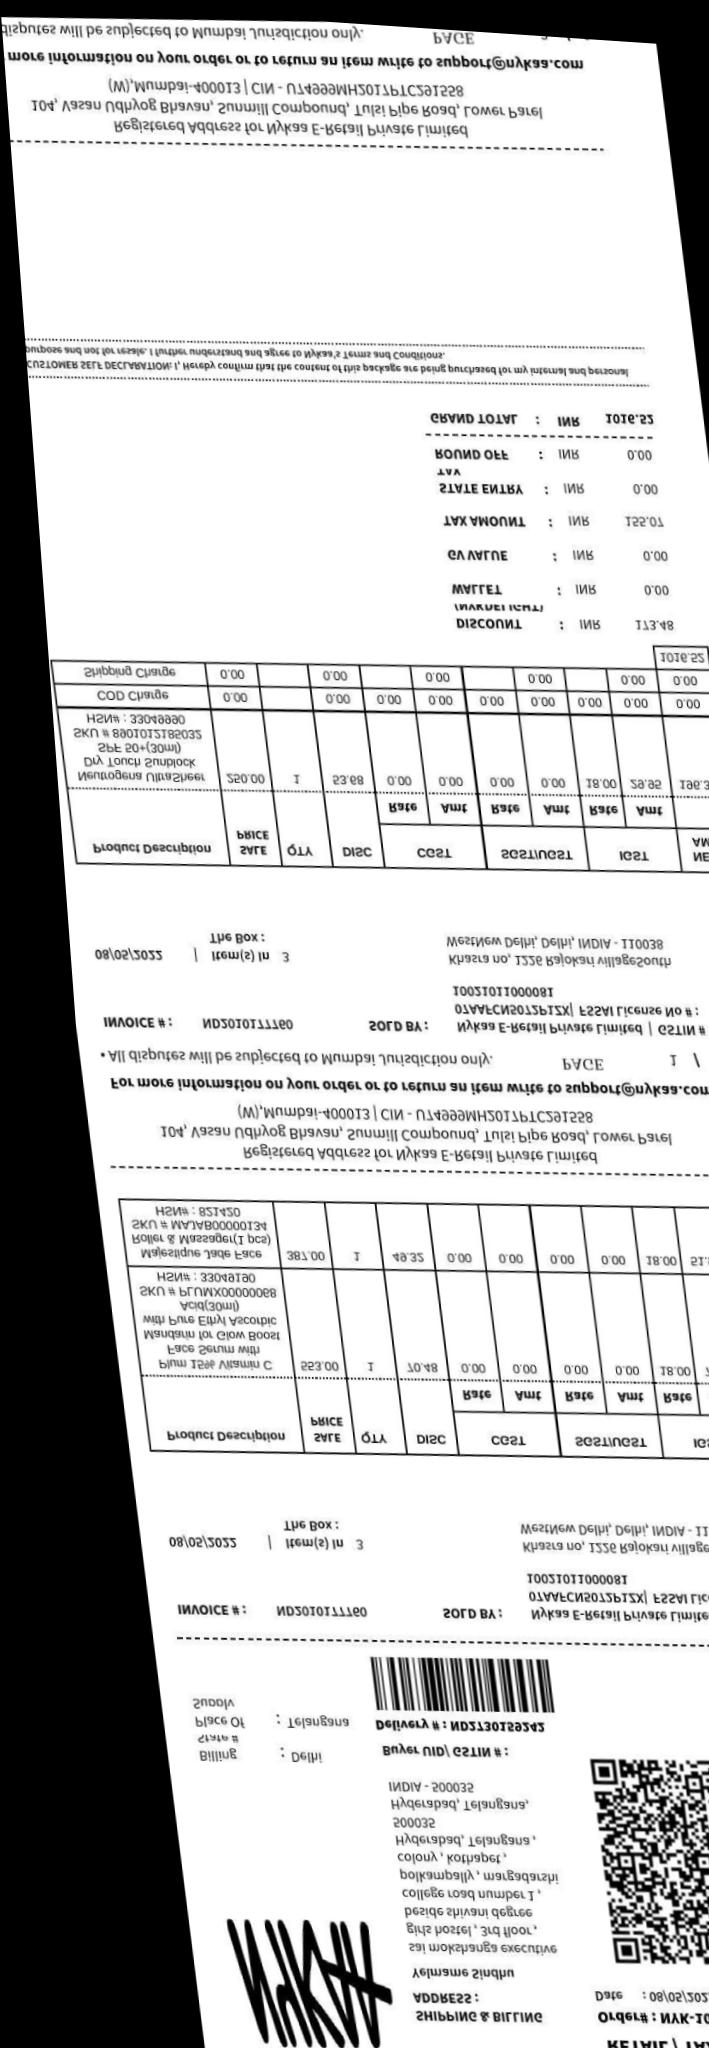 RETAIL / TA
SHIPPING & BILLING
ADDRESS :
Order# : NYK-10
Date : 08/05/202
Yelmame Sindhu
sai mokshanga executive
girls hostel , 3rd floor ,
beside shivani degree
college road number 1 ,
polkampally , margadarshi
colony , kothapet ,
Hyderabad, Telangana ,
500035
Hyderabad, Telangana,
INDIA - 500035
NYKAA
Billing
State #
: Delhi
Buyer UID/ GSTIN # :
Place Of
Supply
: Telangana
Delivery # : ND2730159242
INVOICE # : ND2010177760
SOLD BY :
Nykaa E-Retail Private Limite
07AAFCN5072P1ZX| FSSAI Lic
10021011000081
08/05/2022 | Item(s) In 3
The Box :
Khasra no, 1226 Rajokari village
WestNew Delhi, Delhi, INDIA - 11
Product Description SALE PRICE QTY DISC CGST SGST/UGST IG
Rate Amt Rate Amt Rate
Plum 15% Vitamin C 553.00 1 70.48 0.00 0.00 0.00 0.00 18.00 7
Face Serum with
Mandarin for Glow Boost
with Pure Ethyl Ascorbic
Acid(30ml)
SKU # PLUMX00000068
HSN# : 33049190
Majestique Jade Face 387.00 1 49.32 0.00 0.00 0.00 0.00 18.00 51.
Roller & Massager(1 pcs)
SKU # MAJAB00000134
HSN# : 821420
Registered Address for Nykaa E-Retail Private Limited
104, Vasan Udhyog Bhavan, Sunmill Compound, Tulsi Pipe Road, Lower Parel
(W),Mumbai-400013 | CIN - U74999MH2017PTC291558
For more information on your order or to return an item write to support@nykaa.com
• All disputes will be subjected to Mumbai Jurisdiction only. PAGE 1 /
INVOICE # : ND2010177760
SOLD BY :
Nykaa E-Retail Private Limited | GSTIN #
07AAFCN5072P1ZX| FSSAI License No # :
10021011000081
08/05/2022 | Item(s) In 3
The Box :
Khasra no, 1226 Rajokari villageSouth
WestNew Delhi, Delhi, INDIA - 110038
Product Description SALE PRICE QTY DISC CGST SGST/UGST IGST NE
AM
Rate Amt Rate Amt Rate Amt
Neutrogena UltraSheer 250.00 1 53.68 0.00 0.00 0.00 0.00 18.00 29.95 196.3
Dry Touch Sunblock
SPF 50+(30ml)
SKU # 8901012185032
HSN# : 33049990
COD Charge 0.00 0.00 0.00 0.00 0.00 0.00 0.00 0.00 0.00
Shipping Charge 0.00 0.00 0.00 0.00 0.00 0.00
1016.52
DISCOUNT : INR 173.48
(NYKDELIGHT)
WALLET : INR 0.00
GV VALUE : INR 0.00
TAX AMOUNT : INR 155.07
STATE ENTRY : INR 0.00
TAX
ROUND OFF : INR 0.00
GRAND TOTAL : INR 1016.52
CUSTOMER SELF DECLARATION: I, Hereby confirm that the content of this package are being purchased for my internal and personal
purpose and not for resale. I further understand and agree to Nykaa's Terms and Conditions.
Registered Address for Nykaa E-Retail Private Limited
104, Vasan Udhyog Bhavan, Sunmill Compound, Tulsi Pipe Road, Lower Parel
(W),Mumbai-400013 | CIN - U74999MH2017PTC291558
more information on your order or to return an item write to support@nykaa.com
disputes will be subjected to Mumbai Jurisdiction only. PAGE